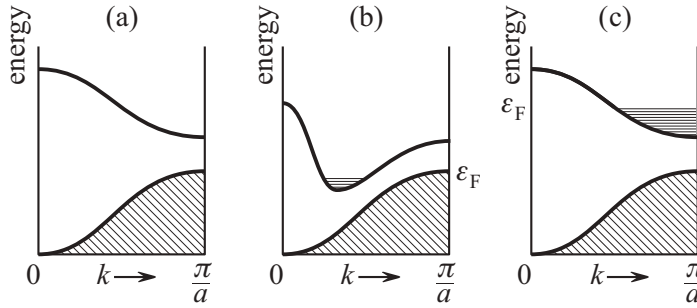 (a) (b) (c)
energy energy energy
ε_F
ε_F
0 k → π/a 0 k → π/a 0 k → π/a